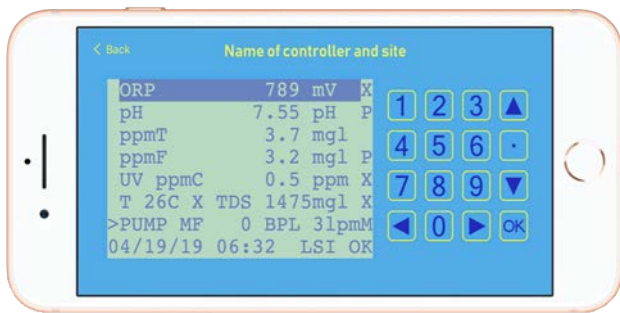 < Back
Name of controller and site
ORP 789 mV X
pH 7.55 pH P
ppmT 3.7 mgl
ppmF 3.2 mgl P
UV ppmC 0.5 ppm X
T 26C X TDS 1475mgl X
>PUMP MF 0 BPL 3lpmM
04/19/19 06:32 LSI OK
1 2 3 ▲
4 5 6 ·
7 8 9 ▼
◀ 0 ▶ OK